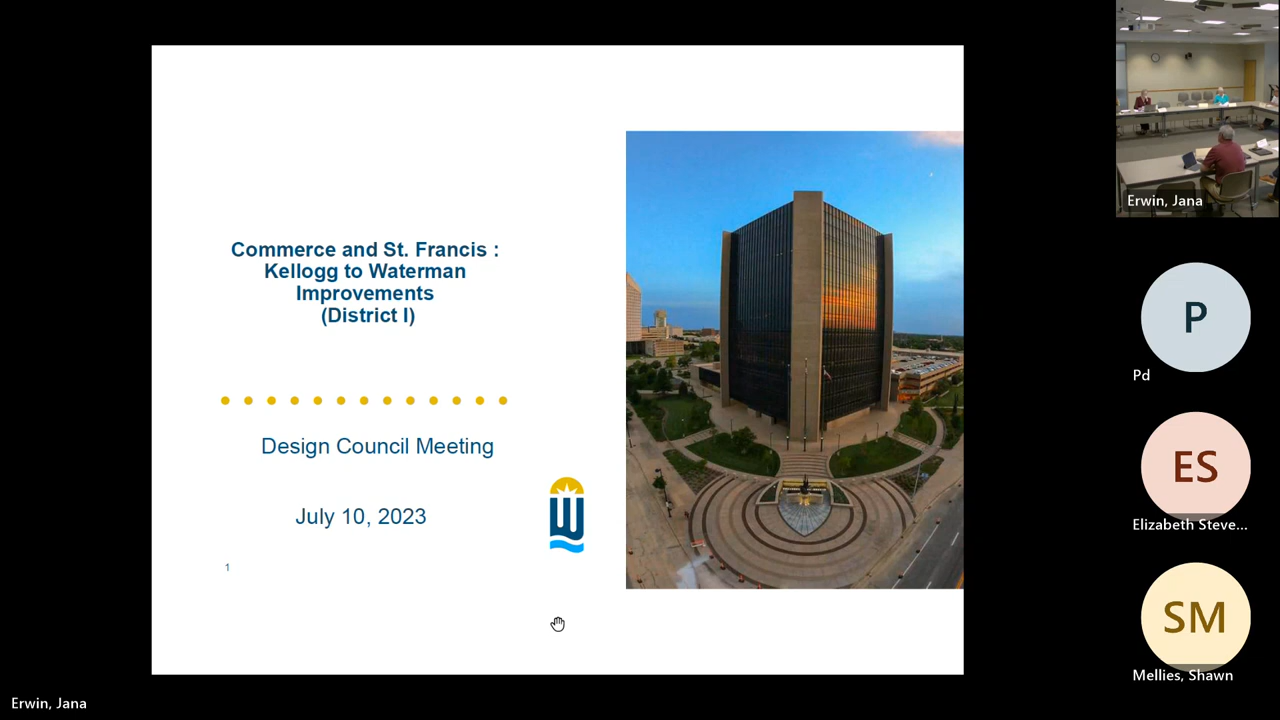 Commerce and St. Francis :
Kellogg to Waterman
Improvements
(District I)
Design Council Meeting
July 10, 2023
W
1
Erwin, Jana
P
Pd
ES
Elizabeth Steve...
SM
Mellies, Shawn
Erwin, Jana